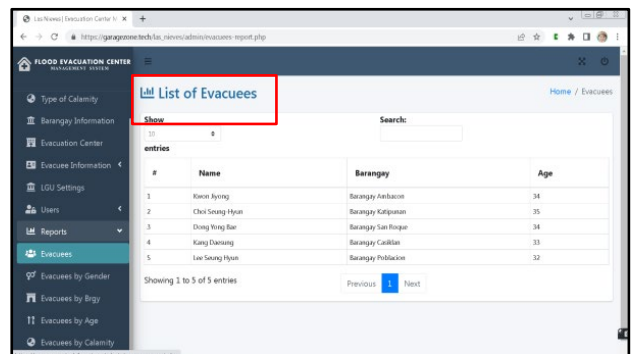 Las Nieves | Evacuation Center M
https://garagezone.tech/las_nieves/admin/evacuees-report.php
FLOOD EVACUATION CENTER
MANAGEMENT SYSTEM
Type of Calamity
Barangay Information
Evacuation Center
Evacuee Information
LGU Settings
Users
Reports
Evacuees
Evacuees by Gender
Evacuees by Brgy
Evacuees by Age
Evacuees by Calamity
List of Evacuees
Home / Evacuees
Show
10
entries
Search:
# Name Barangay Age
1 Kwon Jiyong Barangay Ambacon 34
2 Choi Seung-Hyun Barangay Katipunan 35
3 Dong Yong Bae Barangay San Roque 34
4 Kang Daesung Barangay Casiklan 33
5 Lee Seung Hyun Barangay Poblacion 32
Showing 1 to 5 of 5 entries
Previous 1 Next